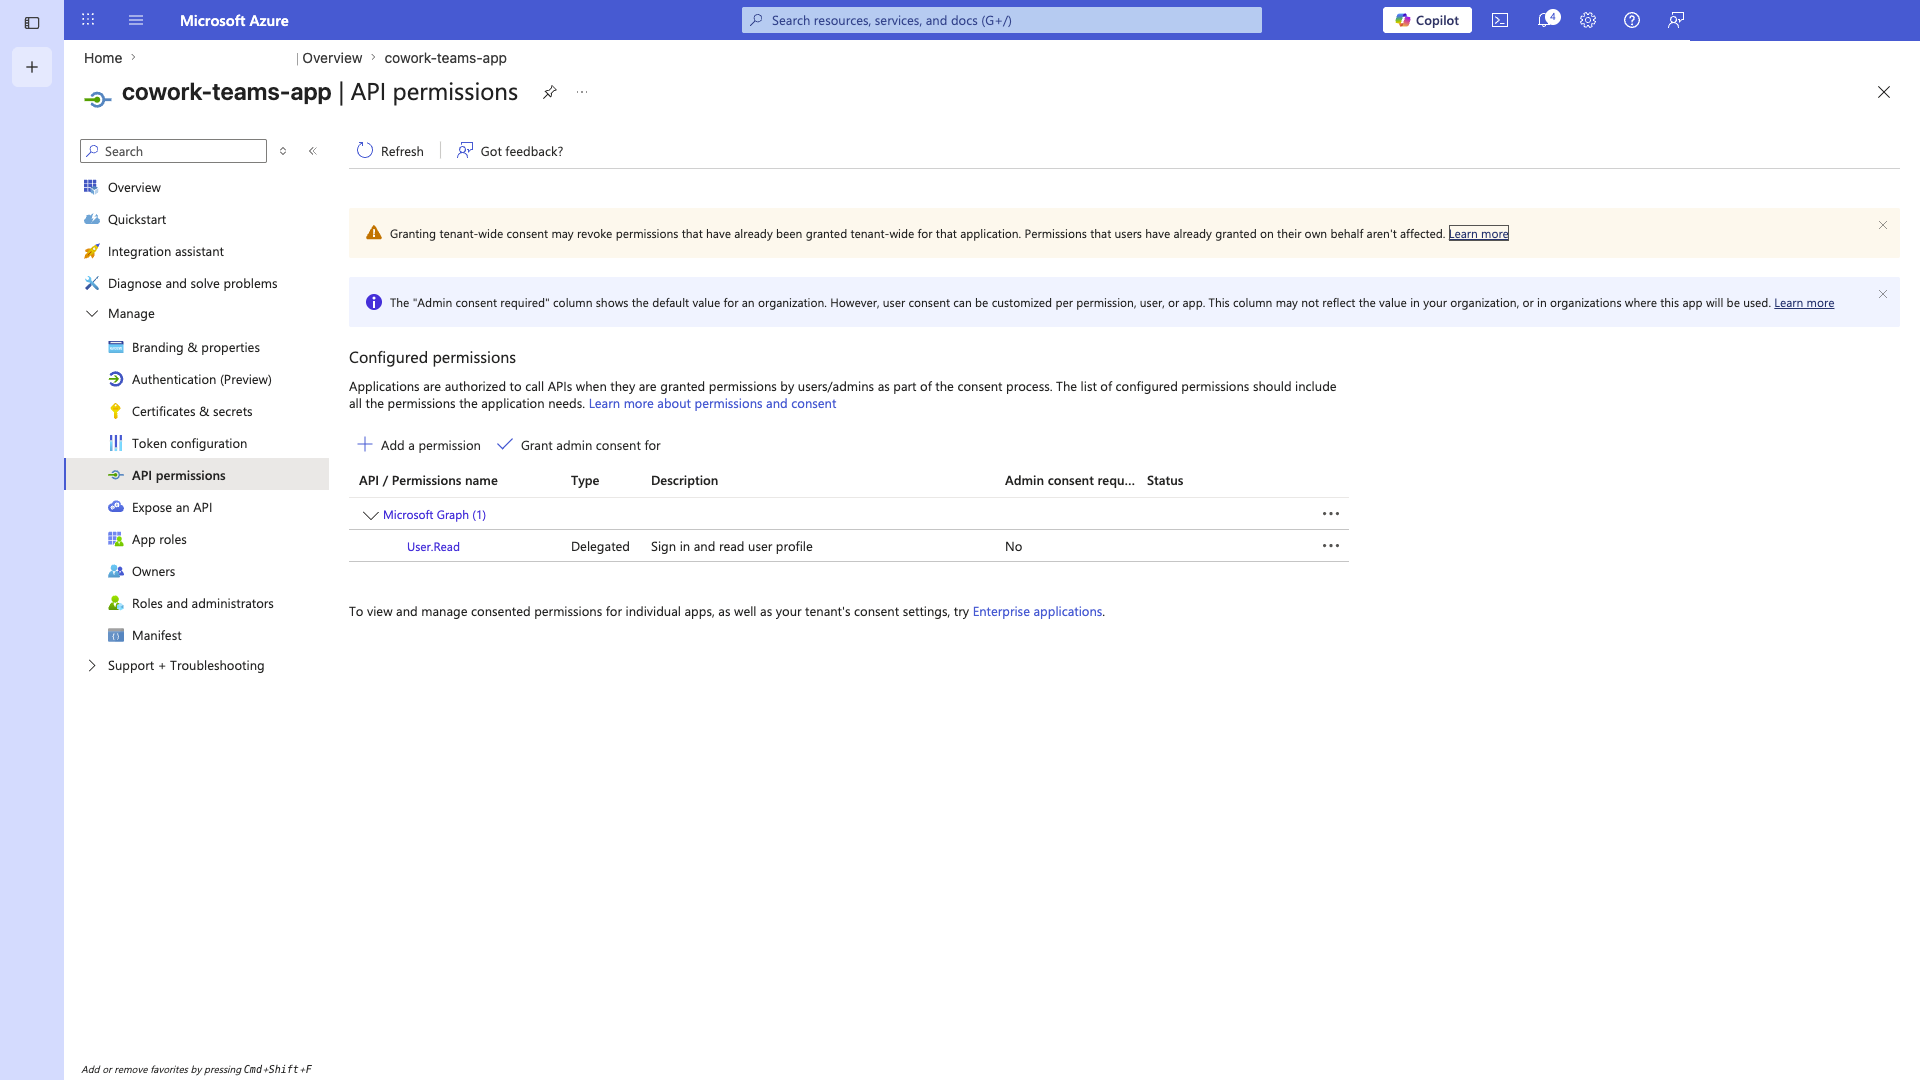 Microsoft Azure
Search resources, services, and docs (G+/)
Copilot
4
Home
Overview
cowork-teams-app
cowork-teams-app | API permissions
Search
Refresh
Got feedback?
Overview
Quickstart
Integration assistant
Diagnose and solve problems
Manage
Branding & properties
Authentication (Preview)
Certificates & secrets
Token configuration
API permissions
Expose an API
App roles
Owners
Roles and administrators
Manifest
Support + Troubleshooting
Granting tenant-wide consent may revoke permissions that have already been granted tenant-wide for that application. Permissions that users have already granted on their own behalf aren't affected. Learn more
The "Admin consent required" column shows the default value for an organization. However, user consent can be customized per permission, user, or app. This column may not reflect the value in your organization, or in organizations where this app will be used. Learn more
Configured permissions
Applications are authorized to call APIs when they are granted permissions by users/admins as part of the consent process. The list of configured permissions should include
all the permissions the application needs. Learn more about permissions and consent
Add a permission
Grant admin consent for
API / Permissions name Type Description Admin consent requ... Status
Microsoft Graph (1)
User.Read Delegated Sign in and read user profile No
To view and manage consented permissions for individual apps, as well as your tenant's consent settings, try Enterprise applications.
Add or remove favorites by pressing Cmd+Shift+F